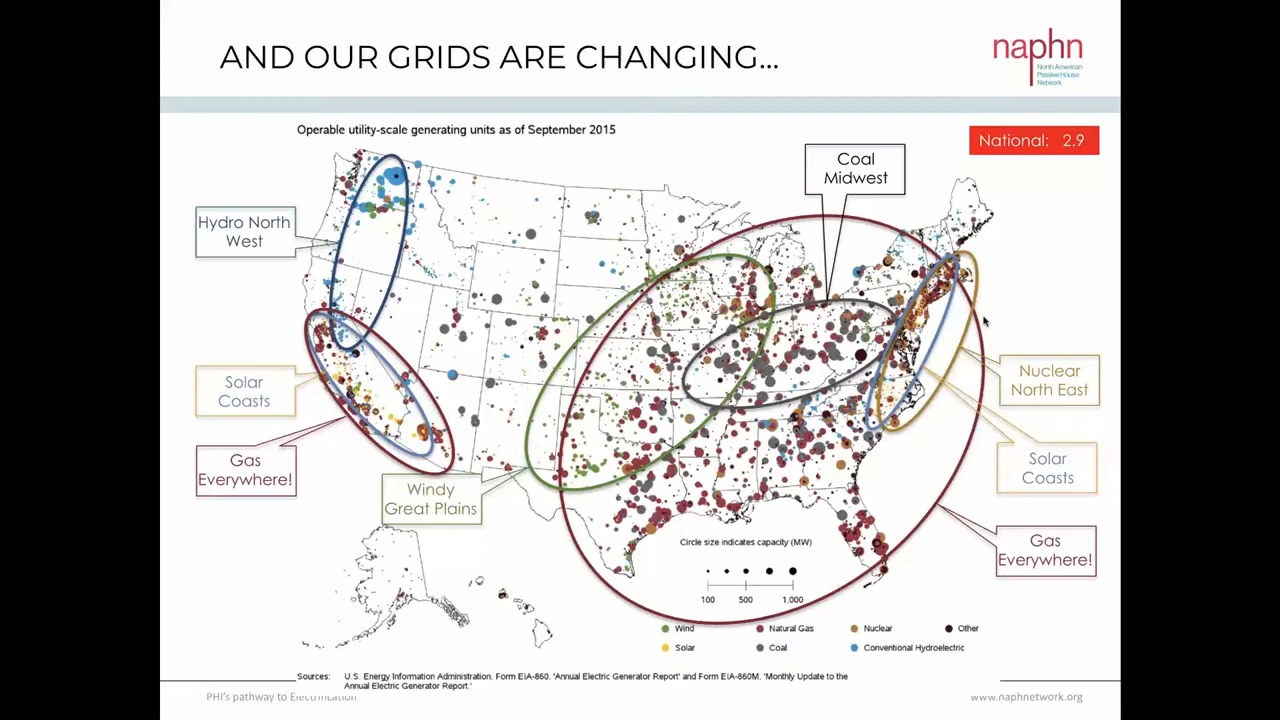 AND OUR GRIDS ARE CHANGING...
naphn
North American
Passive House
Network
Operable utility-scale generating units as of September 2015
National: 2.9
Coal
Midwest
Hydro North
West
Solar
Coasts
Gas
Everywhere!
Windy
Great Plains
Nuclear
North East
Solar
Coasts
Gas
Everywhere!
Circle size indicates capacity (MW)
100 500 1,000
Wind Natural Gas Nuclear Other
Solar Coal Conventional Hydroelectric
Sources: U.S. Energy Information Administration. Form EIA-860. 'Annual Electric Generator Report' and Form EIA-860M. 'Monthly Update to the
Annual Electric Generator Report.'
PHI's pathway to Electrification
www.naphnetwork.org